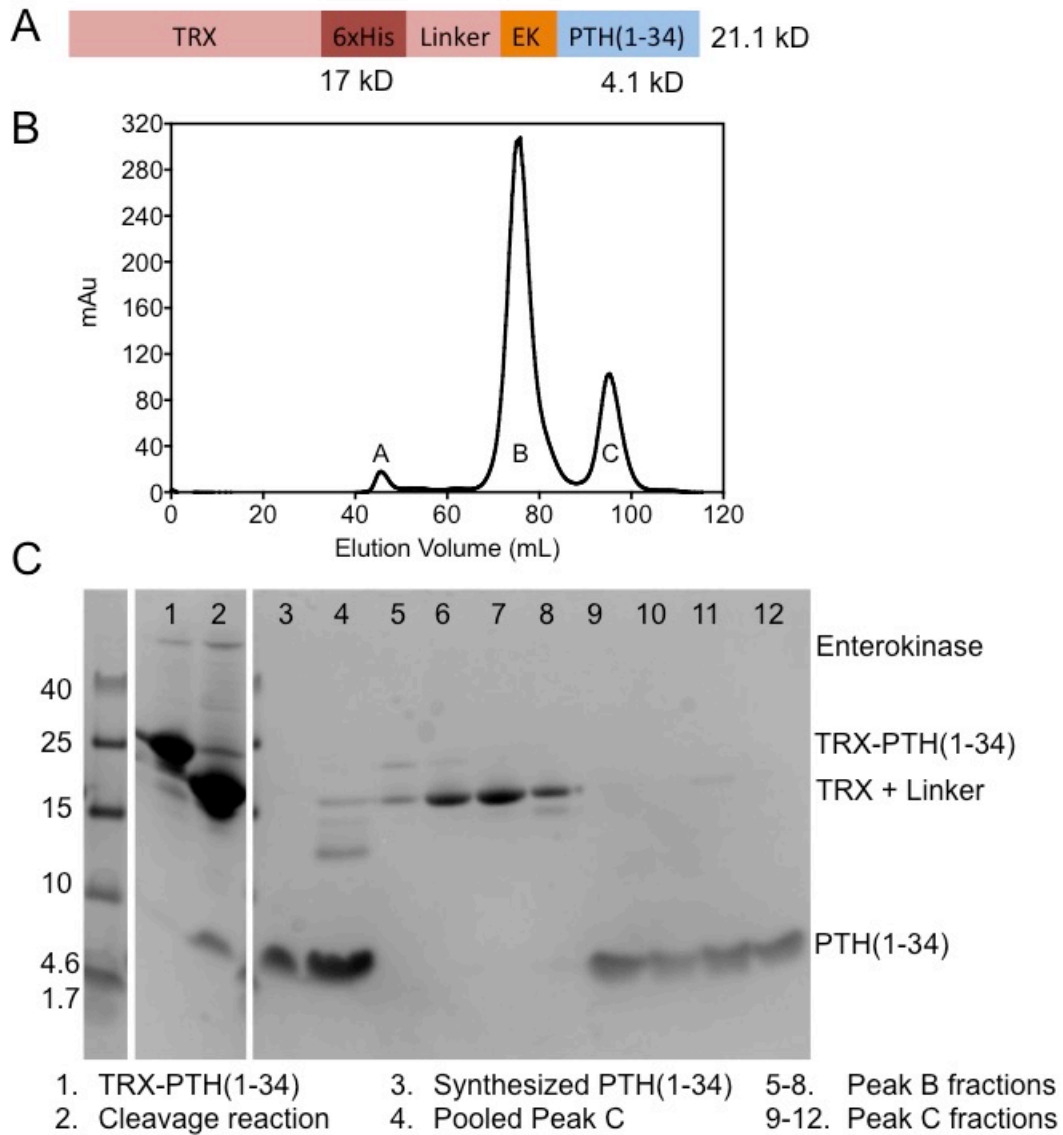 A
TRX 6xHis Linker EK PTH(1-34) 21.1 kD
17 kD 4.1 kD
B
320
280
240
200
160
120
80
40
0
mAu
A B C
0 20 40 60 80 100 120
Elution Volume (mL)
C
1 2 3 4 5 6 7 8 9 10 11 12
Enterokinase
40
25 TRX-PTH(1-34)
TRX + Linker
15
10
PTH(1-34)
4.6
1.7
1. TRX-PTH(1-34) 3. Synthesized PTH(1-34) 5-8. Peak B fractions
2. Cleavage reaction 4. Pooled Peak C 9-12. Peak C fractions